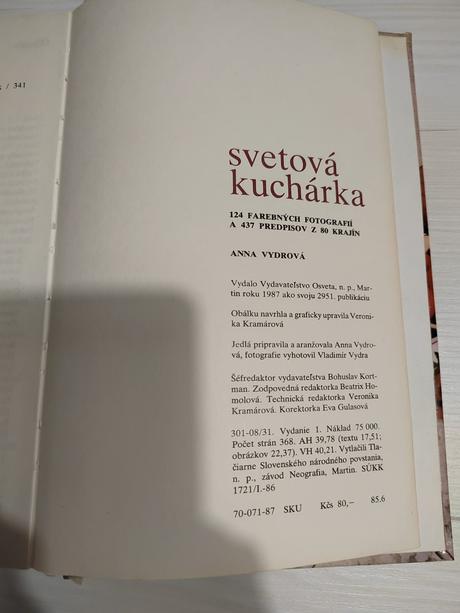 / 341
svetová
kuchárka
124 FAREBNÝCH FOTOGRAFIÍ
A 437 PREDPISOV Z 80 KRAJÍN
ANNA VYDROVÁ
Vydalo Vydavateľstvo Osveta, n. p., Mar-
tin roku 1987 ako svoju 2951. publikáciu
Obálku navrhla a graficky upravila Veroni-
ka Kramárová
Jedlá pripravila a aranžovala Anna Vydro-
vá, fotografie vyhotovil Vladimír Vydra
Šéfredaktor vydavateľstva Bohuslav Kort-
man. Zodpovedná redaktorka Beatrix Ho-
molová. Technická redaktorka Veronika
Kramárová. Korektorka Eva Gulasová
301-08/31. Vydanie 1. Náklad 75 000.
Počet strán 368. AH 39,78 (textu 17,51;
obrázkov 22,37). VH 40,21. Vytlačili Tla-
čiarne Slovenského národného povstania,
n. p., závod Neografia, Martin. SÚKK
1721/I.-86
70-071-87 SKU Kčs 80,— 85.6